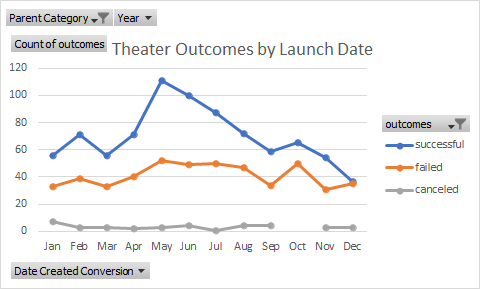 Parent Category Year
Count of outcomes
Theater Outcomes by Launch Date
120
100
80
60
40
20
0
Jan Feb Mar Apr May Jun Jul Aug Sep Oct Nov Dec
outcomes
successful
failed
canceled
Date Created Conversion